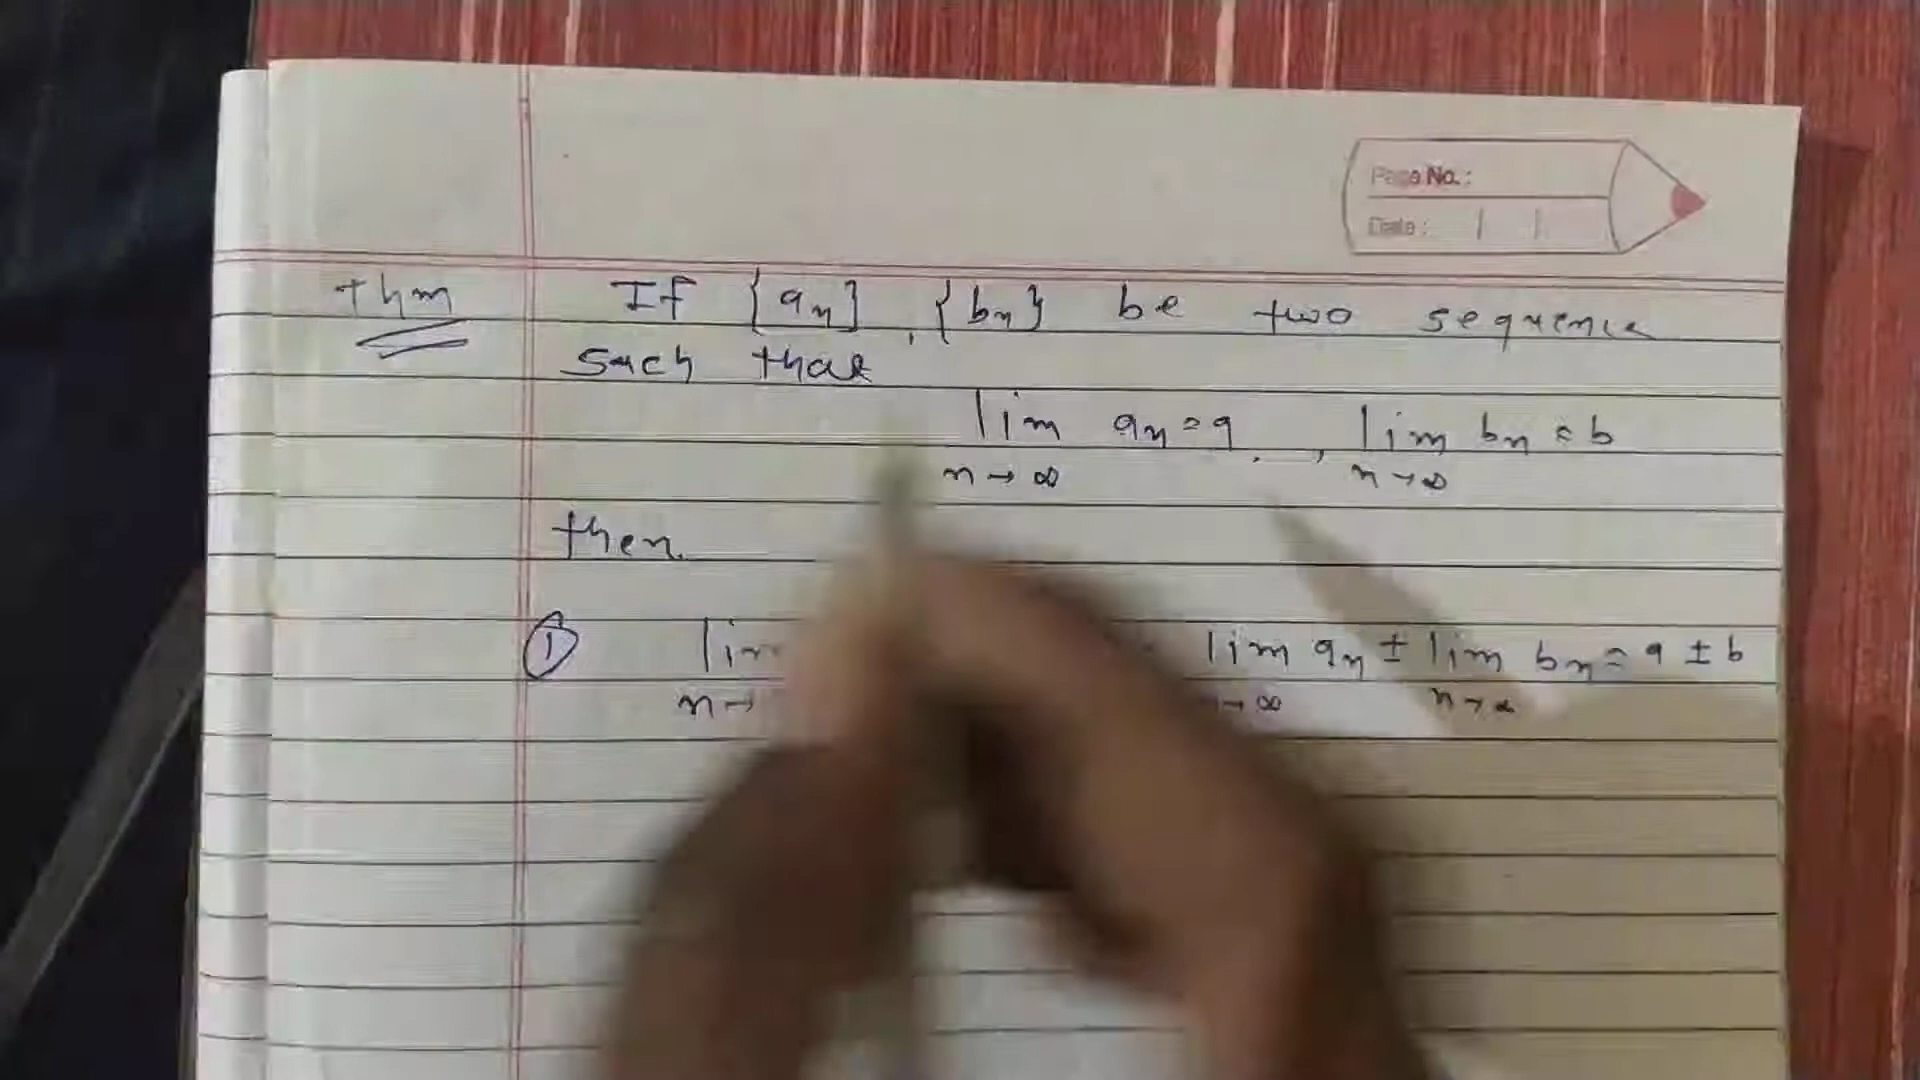 Page No.:
Date:
thm If {an}, {bn} be two sequence
such that
lim an = a, lim bn = b
n→∞ n→∞
then.
① lim lim an ± lim bn = a ± b
n→ →∞ n→∞